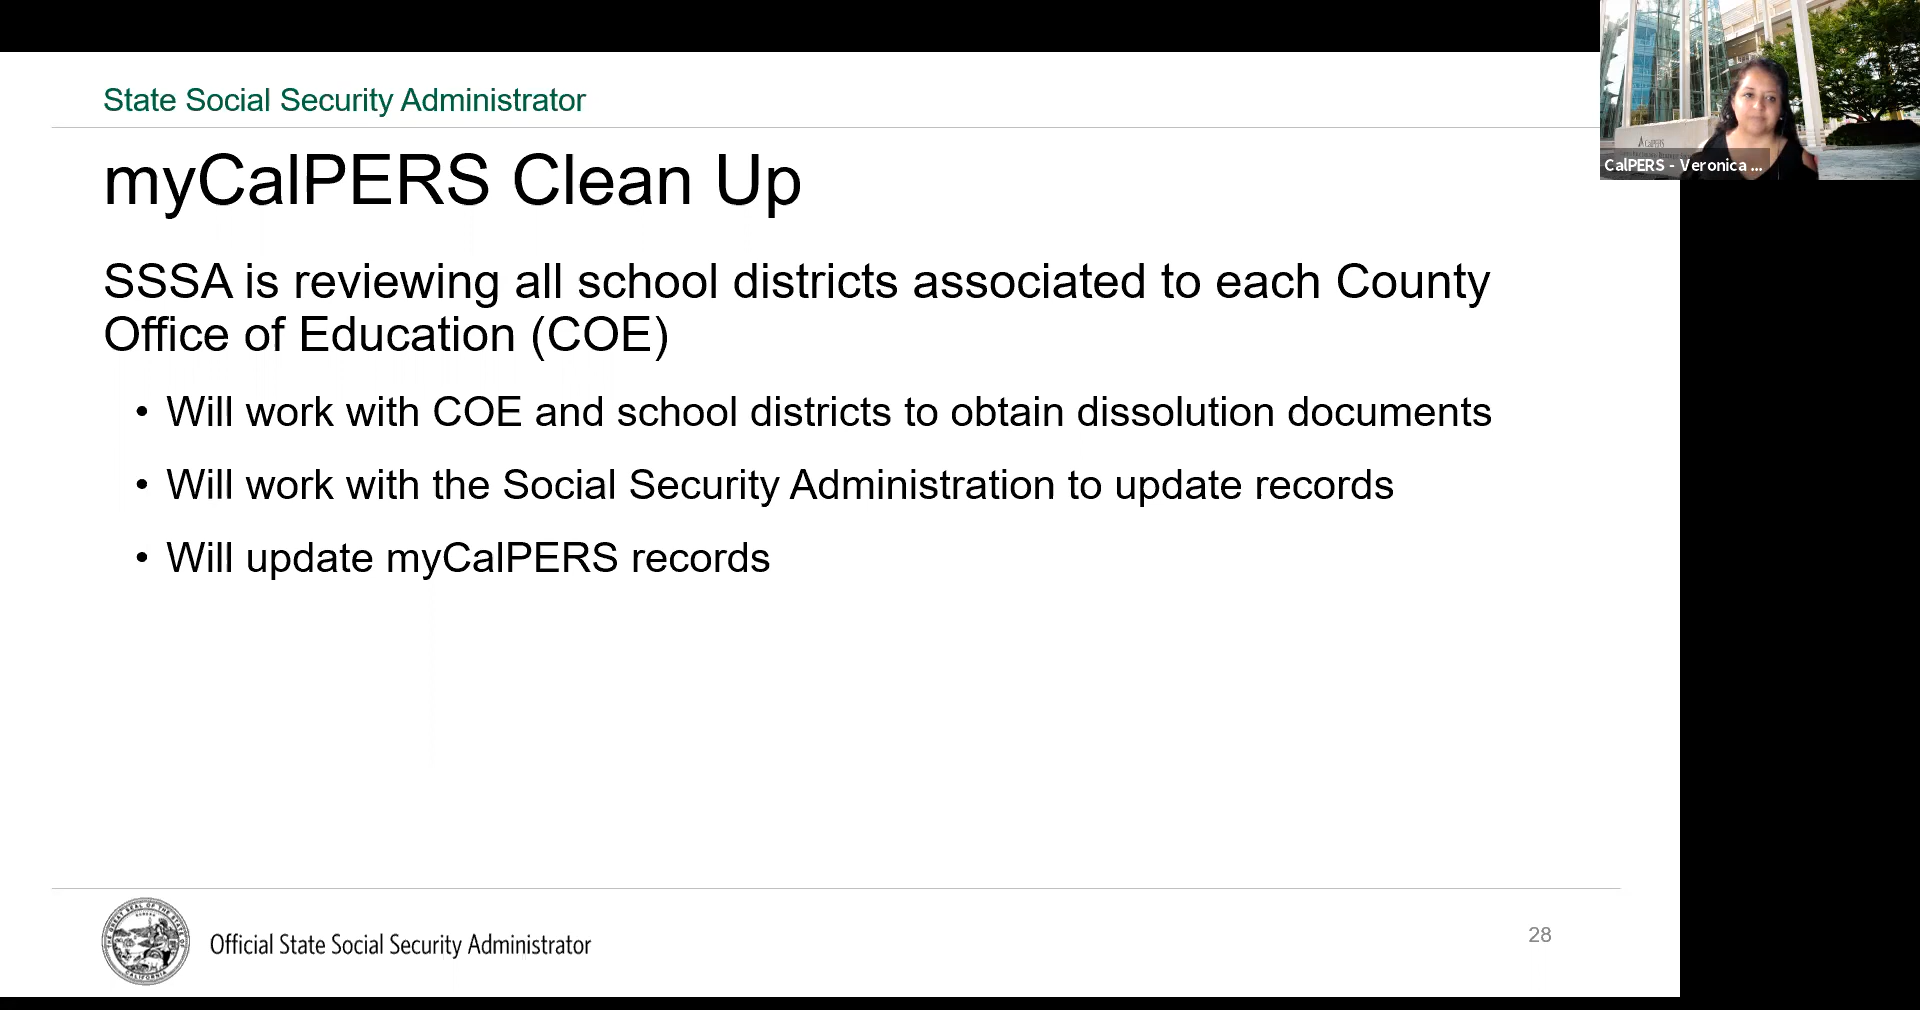 State Social Security Administrator
myCalPERS Clean Up
SSSA is reviewing all school districts associated to each County
Office of Education (COE)
• Will work with COE and school districts to obtain dissolution documents
• Will work with the Social Security Administration to update records
• Will update myCalPERS records
CalPERS
CalPERS - Veronica ...
Official State Social Security Administrator
28